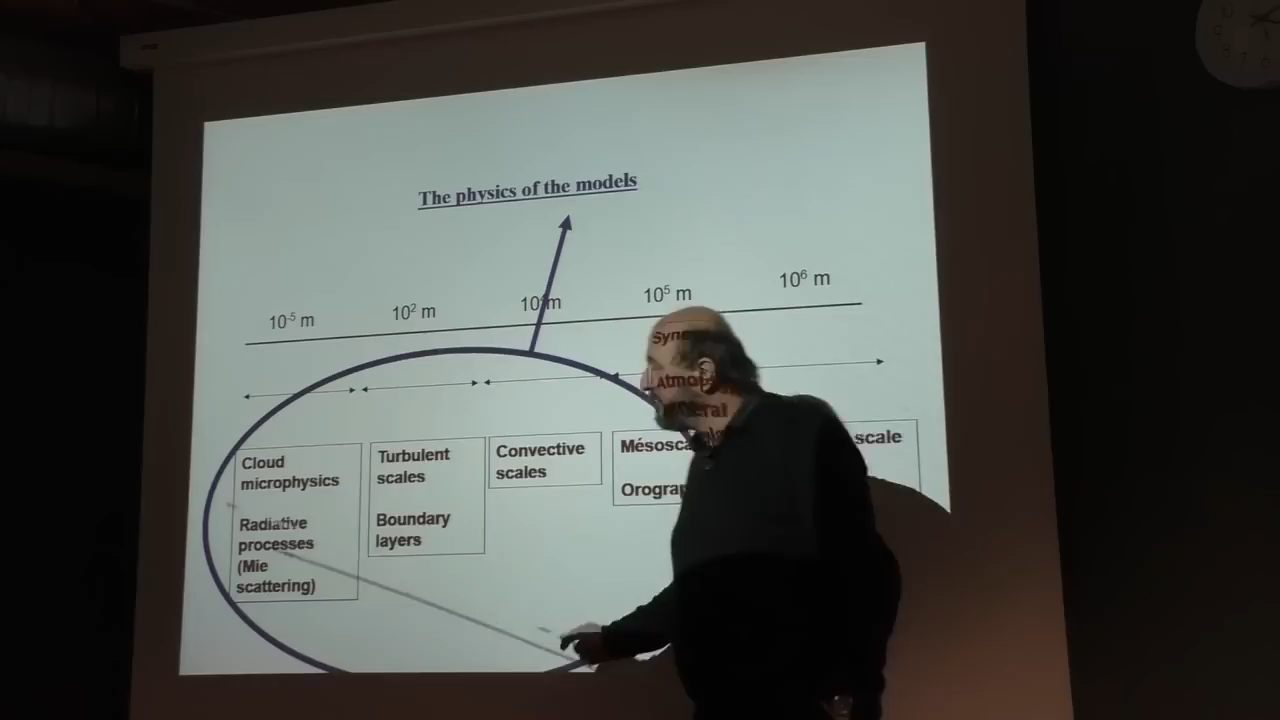 The physics of the models
10-5 m 102 m 10 m 105 m 106 m
Cloud
microphysics
Radiative
processes
(Mie
scattering)
Turbulent
scales
Boundary
layers
Convective
scales
scale